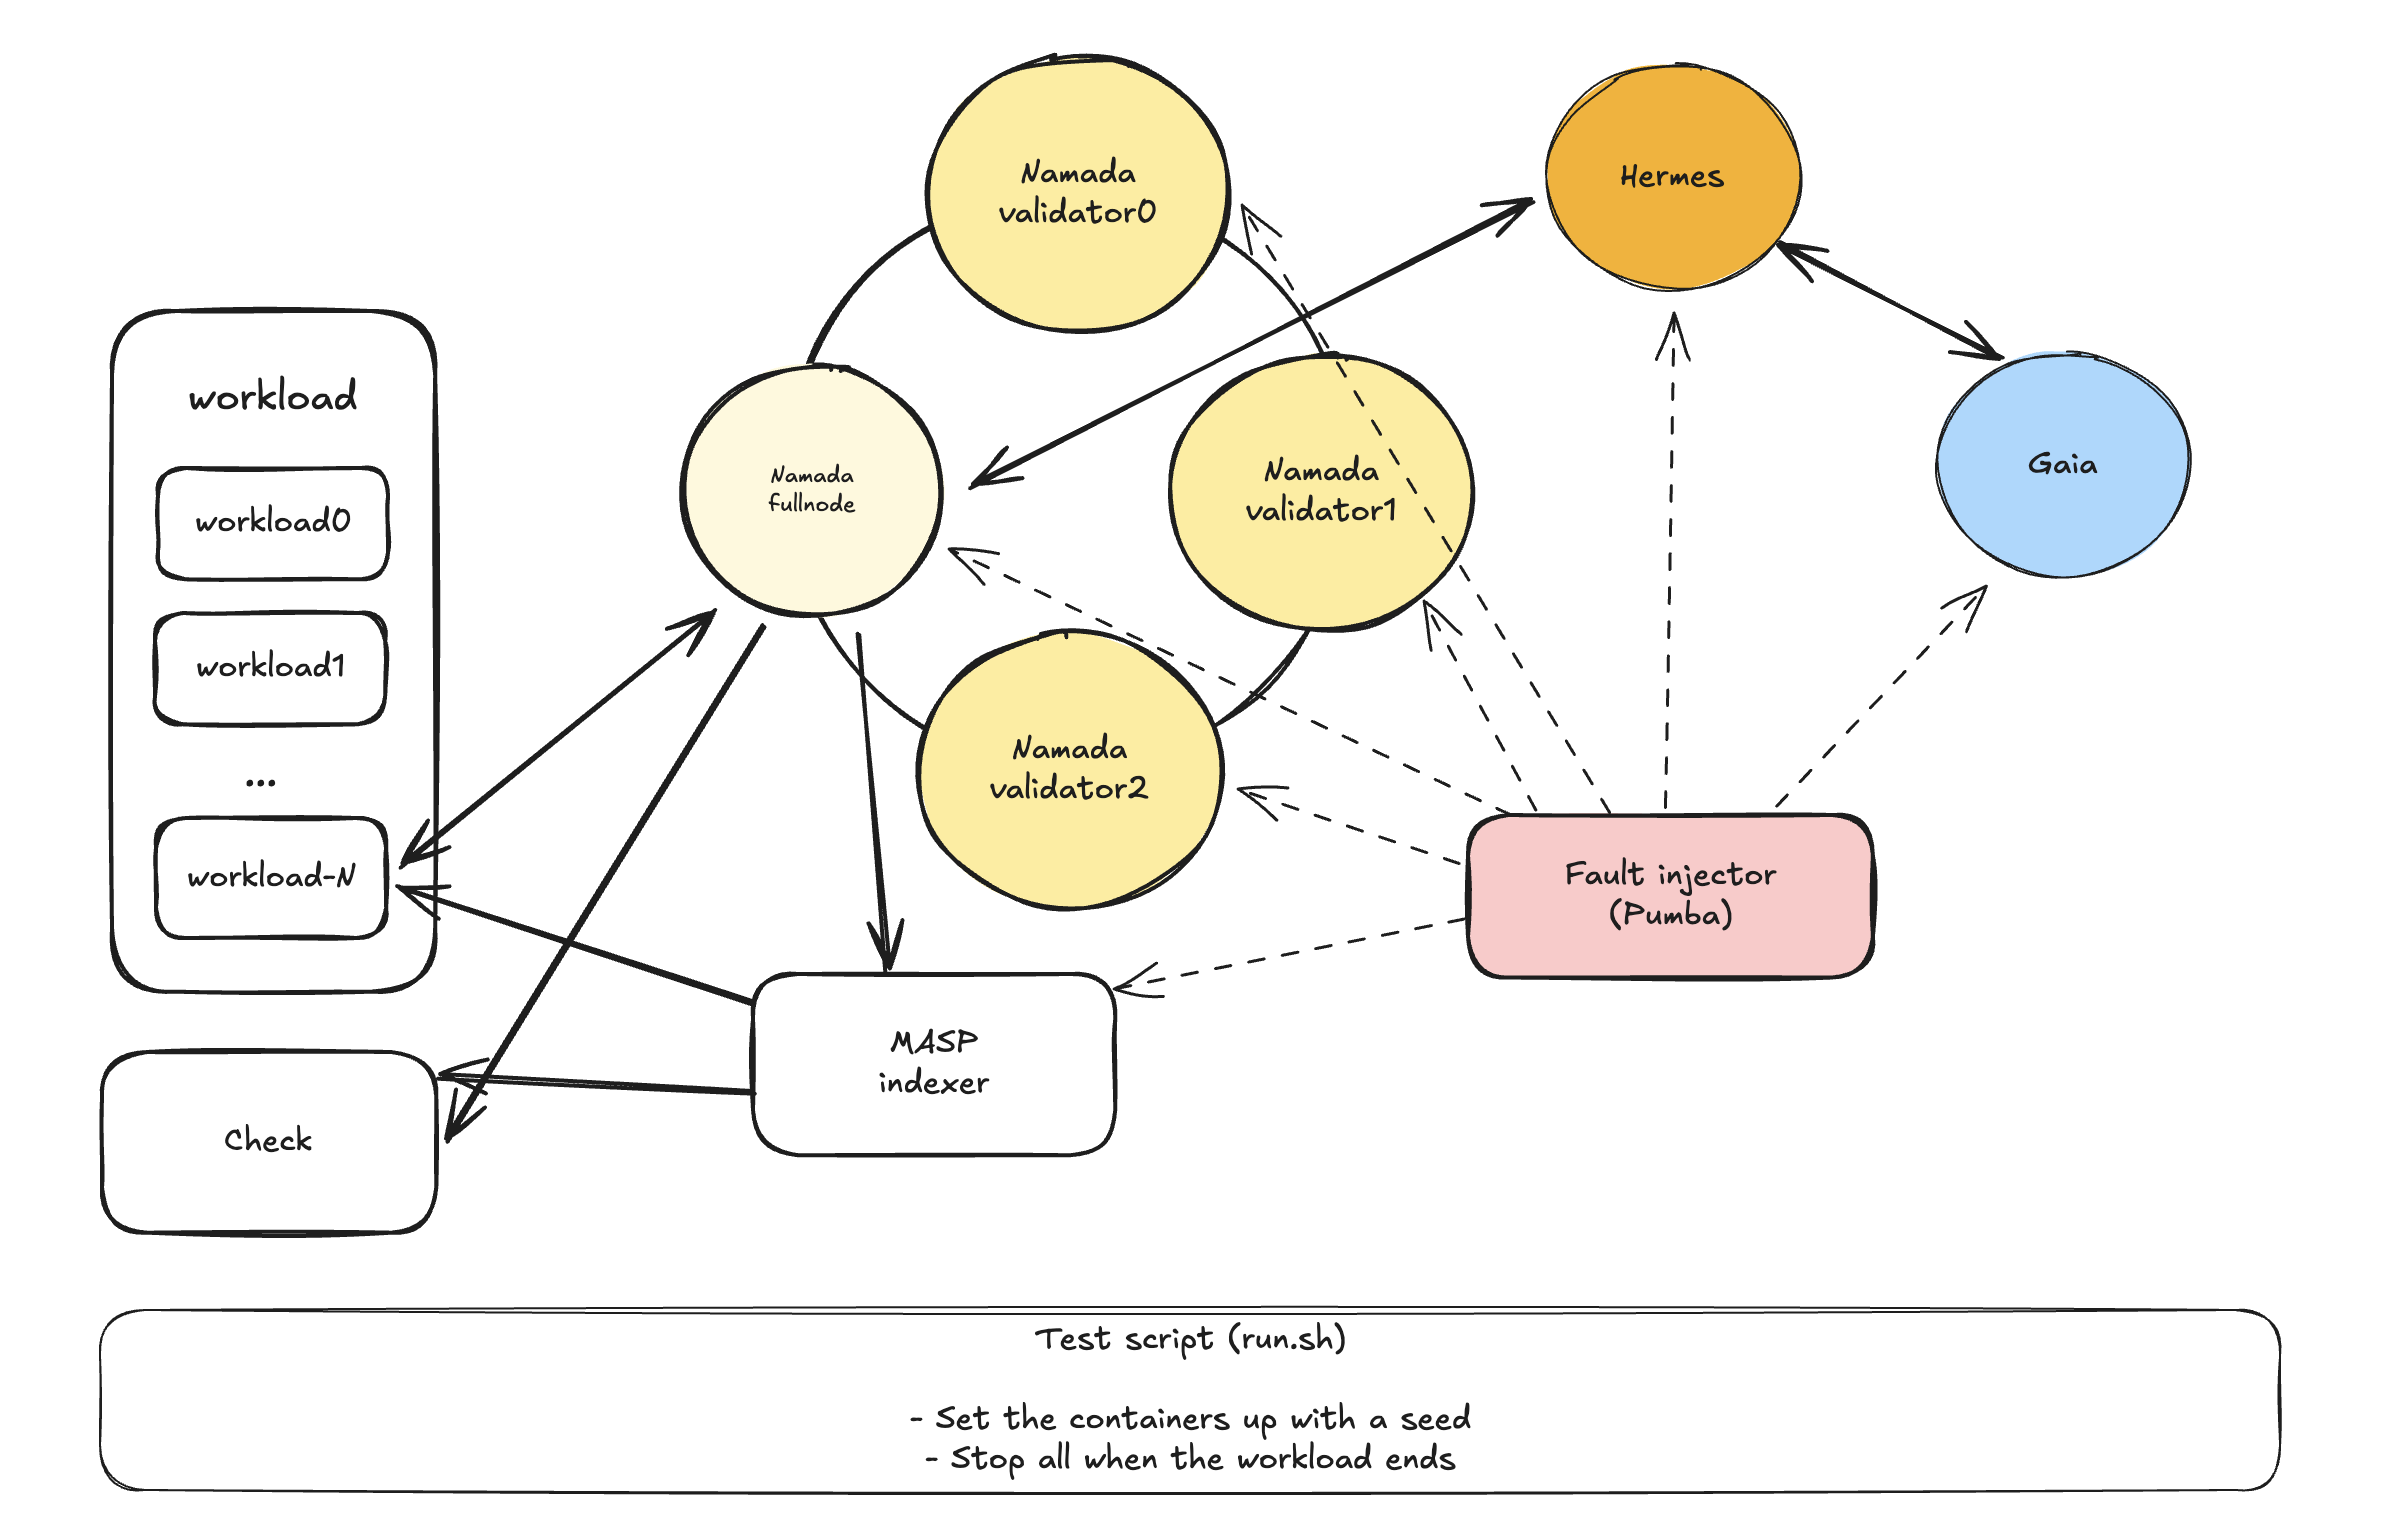 Namada
validator0
Hermes
workload
workload0
workload1
...
workload-N
Namada
fullnode
Namada
validator1
Gaia
Namada
validator2
Fault injector
(Pumba)
MASP
indexer
Check
Test script (run.sh)
- Set the containers up with a seed
- Stop all when the workload ends